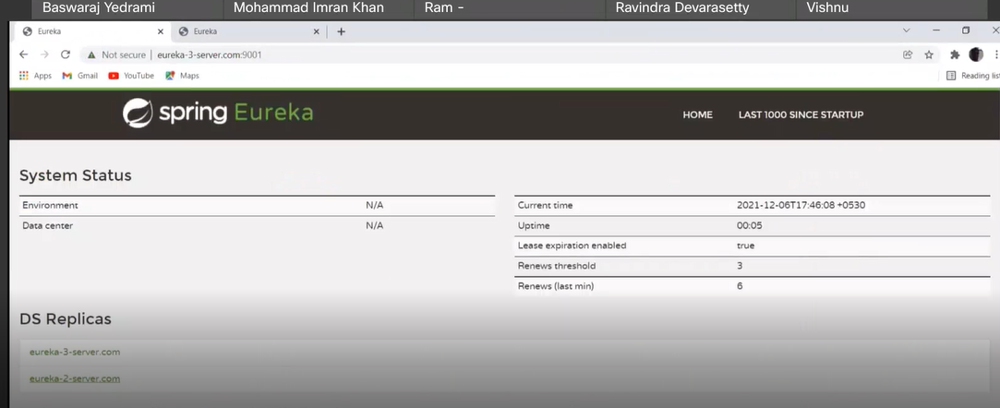 Baswaraj Yedrami Mohammad Imran Khan Ram - Ravindra Devarasetty Vishnu
Eureka Eureka
Not secure | eureka-3-server.com:9001
Apps Gmail YouTube Maps Reading list
spring Eureka HOME LAST 1000 SINCE STARTUP
System Status
Environment N/A Current time 2021-12-06T17:46:08 +0530
Data center N/A Uptime 00:05
Lease expiration enabled true
Renews threshold 3
Renews (last min) 6
DS Replicas
eureka-3-server.com
eureka-2-server.com